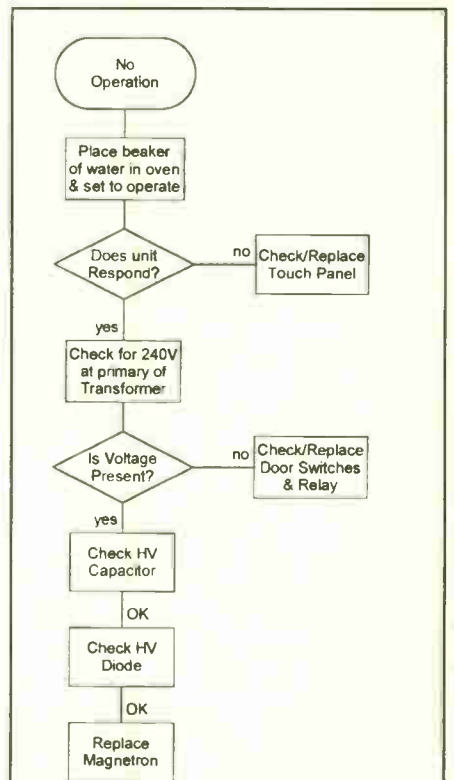 No
Operation
Place beaker
of water in oven
& set to operate
Does unit
Respond?
no
Check/Replace
Touch Panel
yes
Check for 240V
at primary of
Transformer
Is Voltage
Present?
no
Check/Replace
Door Switches
& Relay
yes
Check HV
Capacitor
OK
Check HV
Diode
OK
Replace
Magnetron